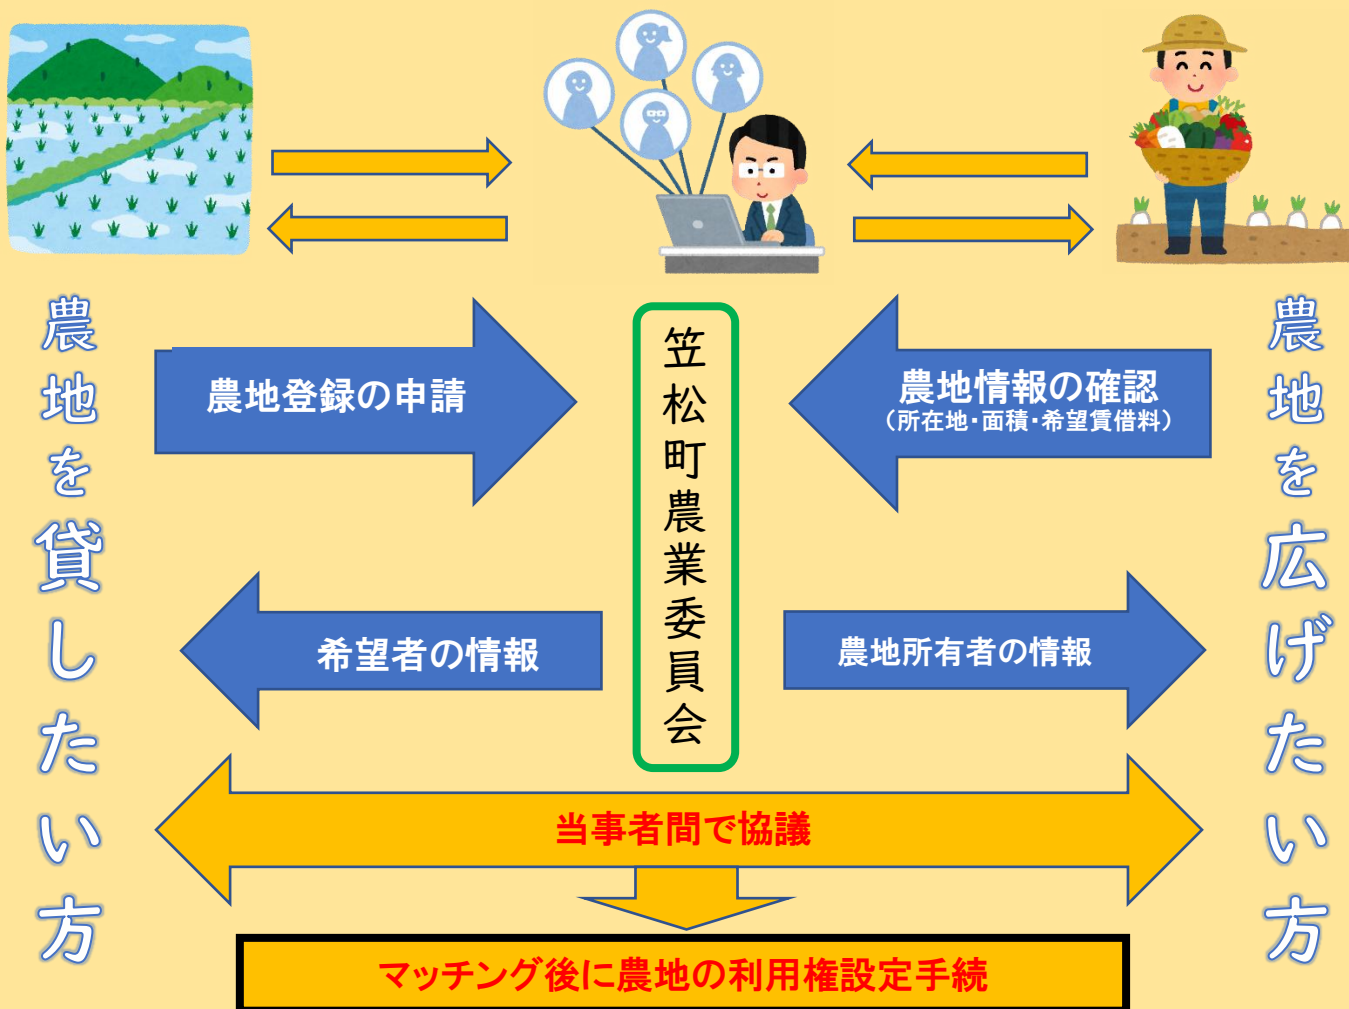 農地を貸したい方
農地登録の申請
笠松町農業委員会
農地情報の確認
（所在地・面積・希望賃借料）
農地を広げたい方
希望者の情報
農地所有者の情報
当事者間で協議
マッチング後に農地の利用権設定手続